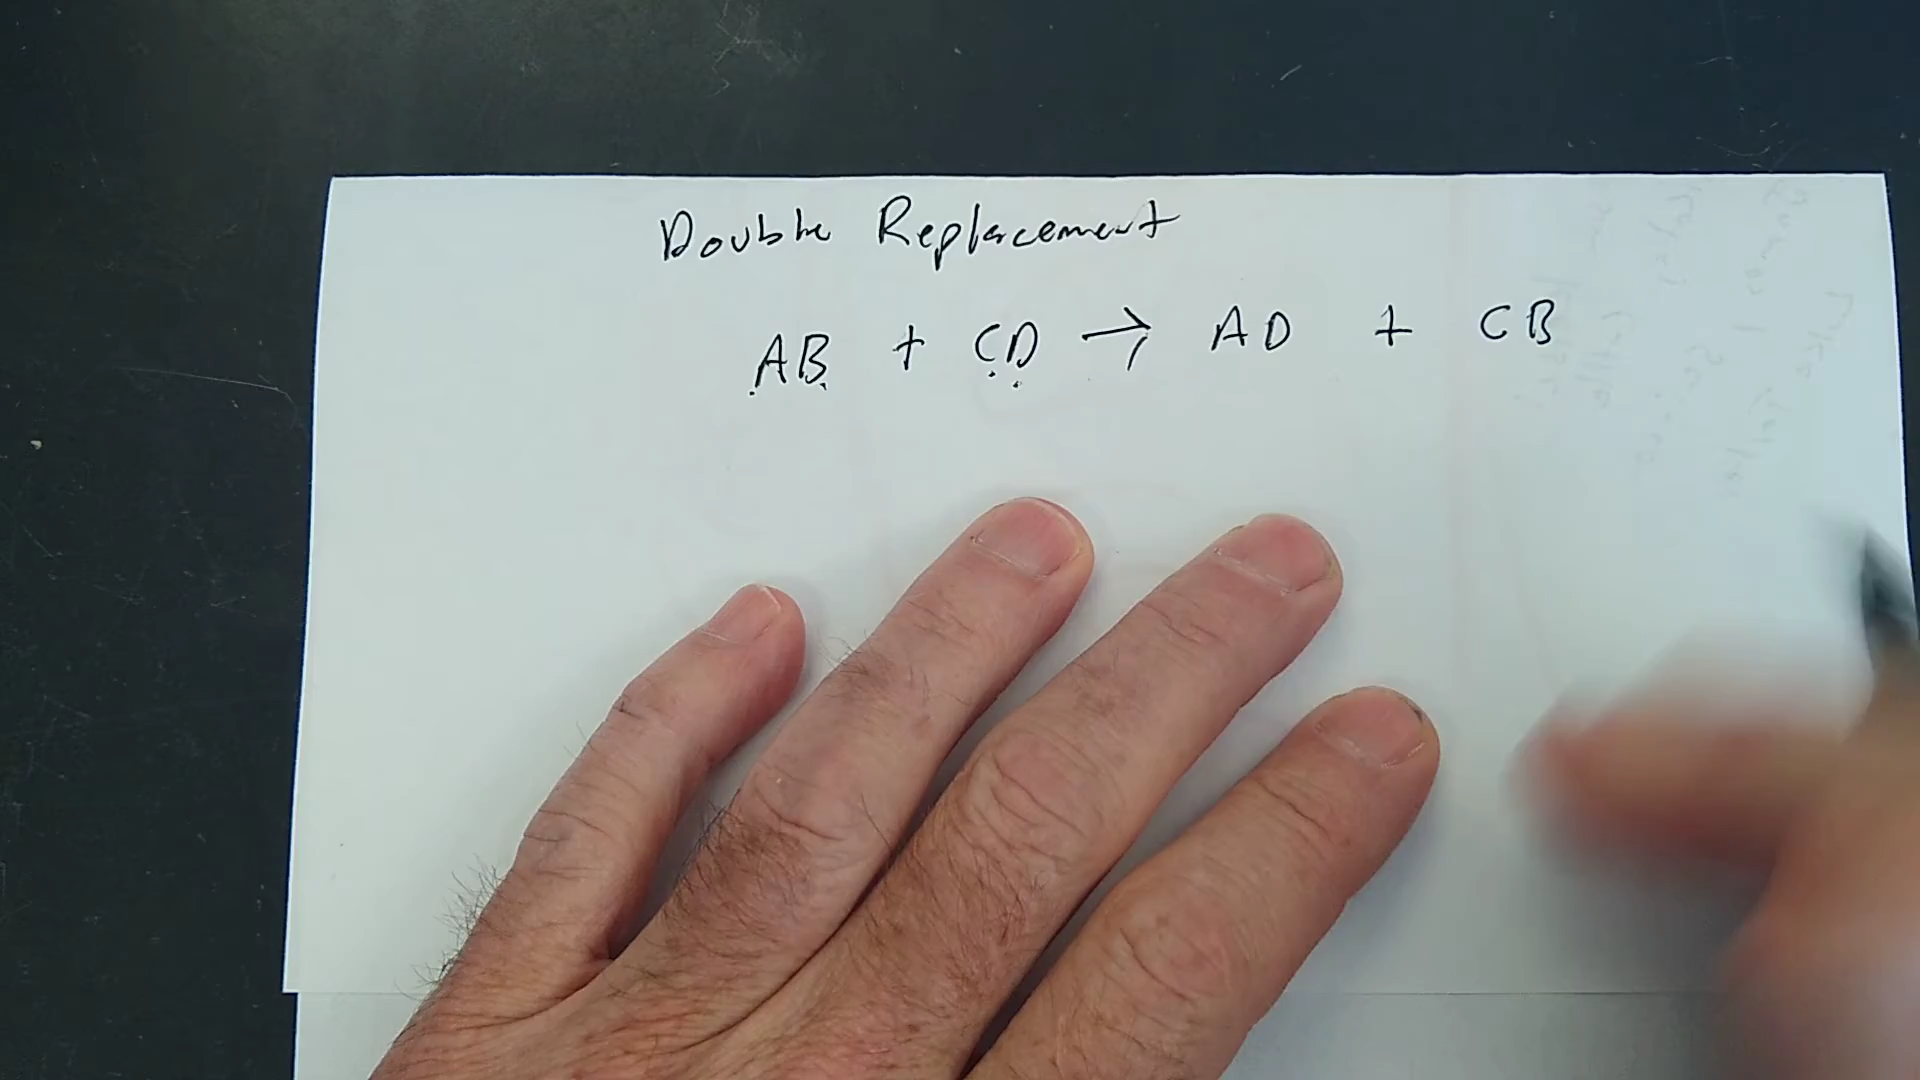 Double Replacement
AB + CD → AD + CB